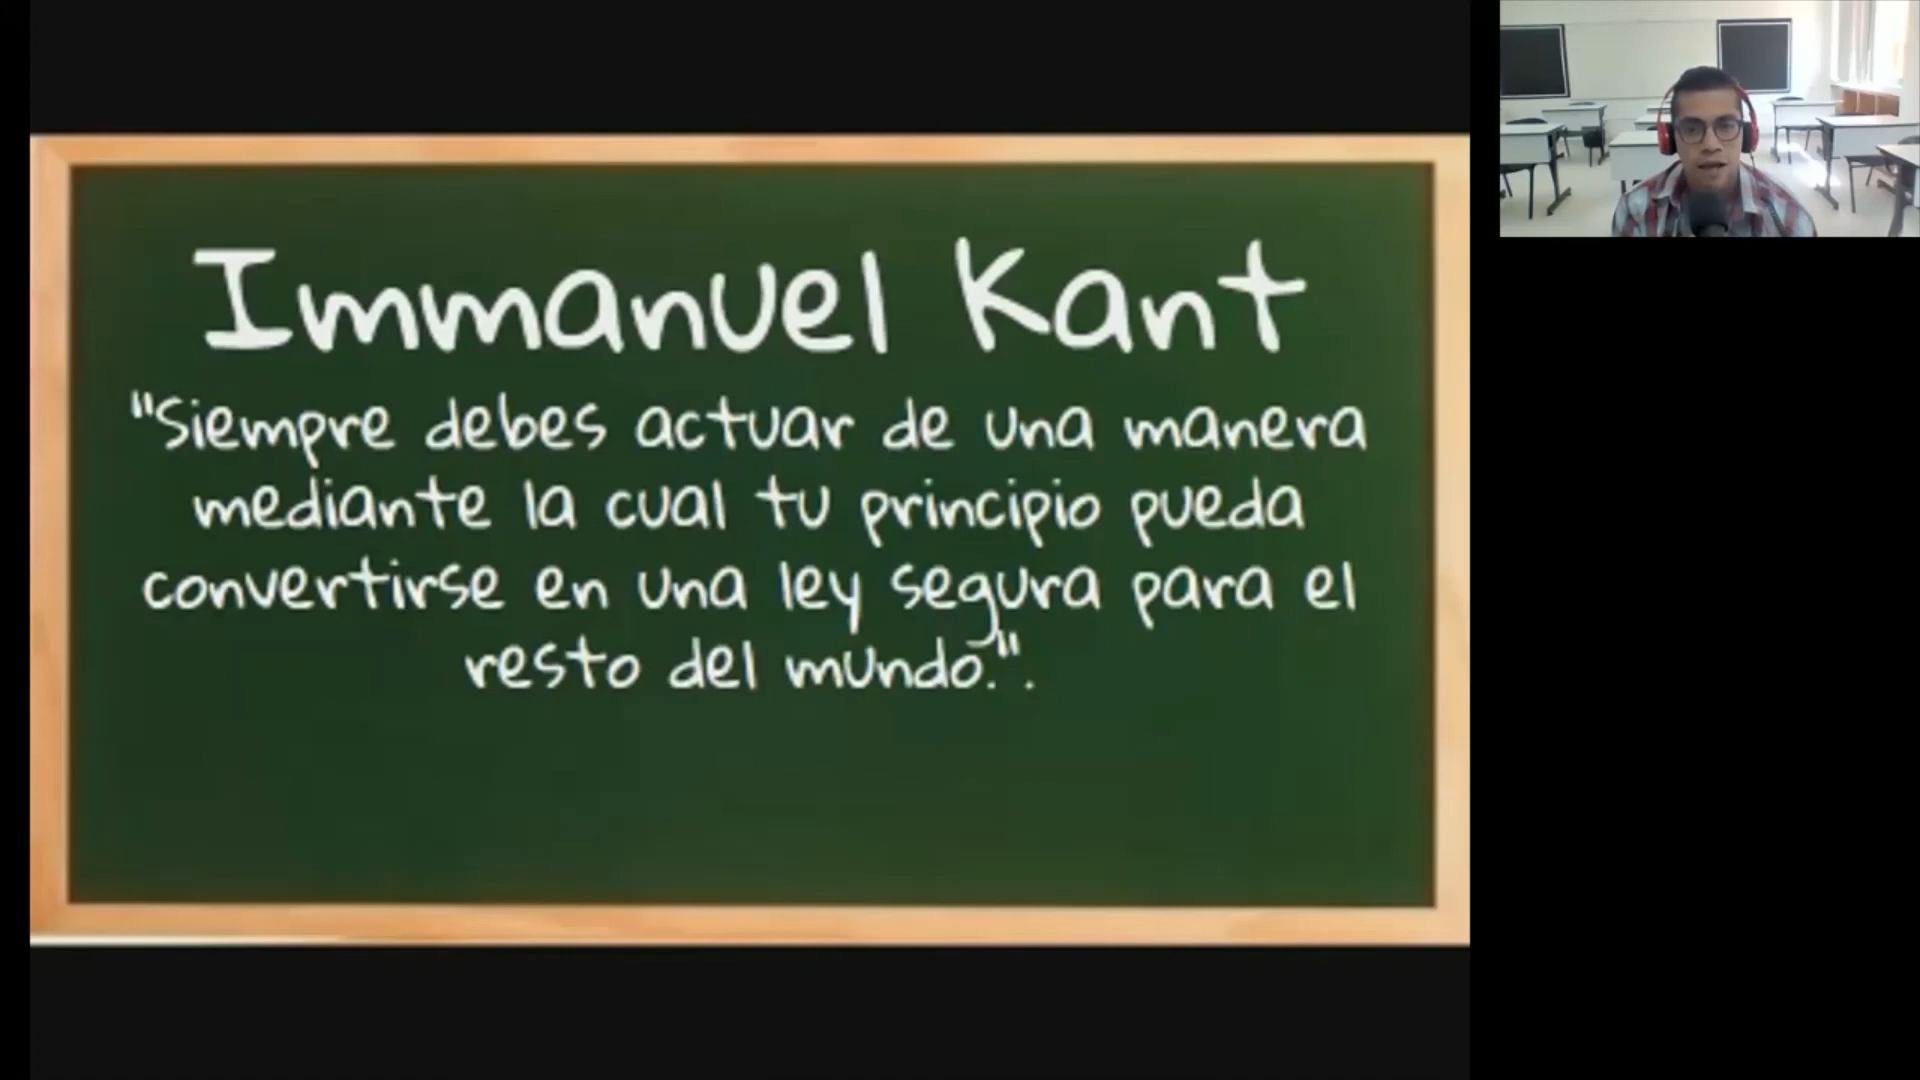 Immanuel Kant
"Siempre debes actuar de una manera
mediante la cual tu principio pueda
convertirse en una ley segura para el
resto del mundo.".